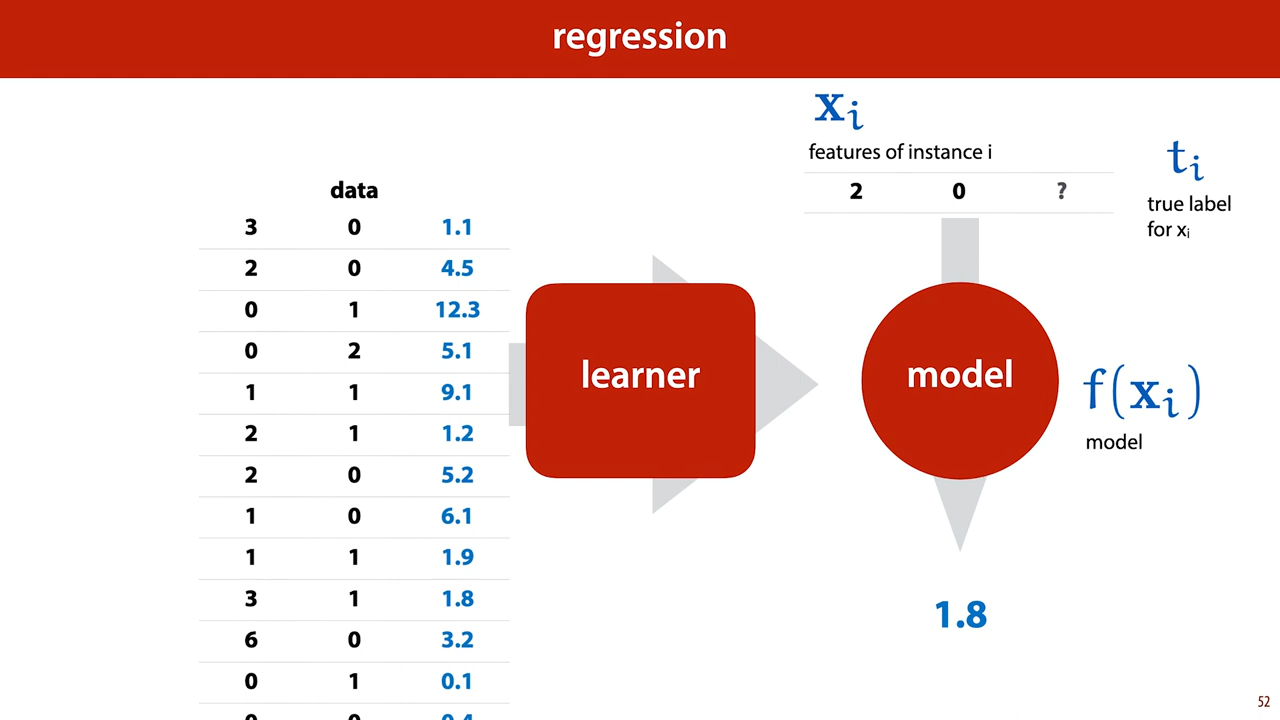 regression
x_i
features of instance i
2 0 ?
t_i
true label
for x_i
data
3 0 1.1
2 0 4.5
0 1 12.3
0 2 5.1
1 1 9.1
2 1 1.2
2 0 5.2
1 0 6.1
1 1 1.9
3 1 1.8
6 0 3.2
0 1 0.1
learner
model
f(x_i)
model
1.8
52